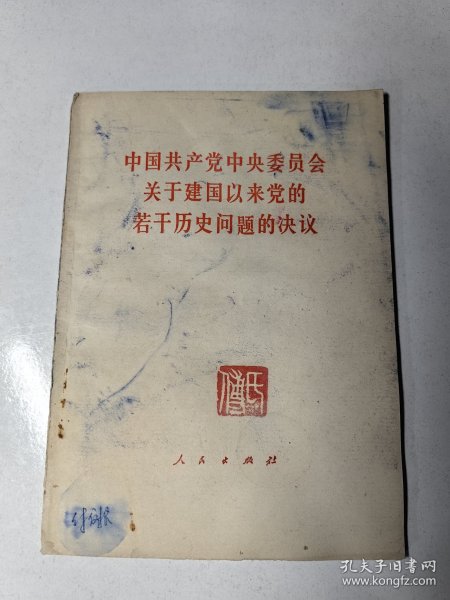 中国共产党中央委员会
关于建国以来党的
若干历史问题的决议
人民出版社
孔夫子旧书网
www.kongfz.com